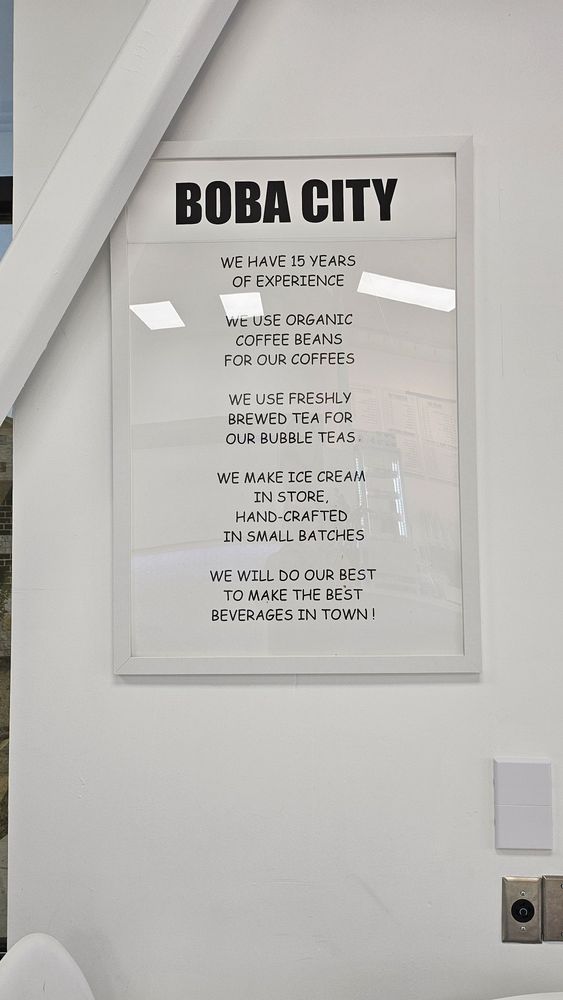 BOBA CITY
WE HAVE 15 YEARS
OF EXPERIENCE
WE USE ORGANIC
COFFEE BEANS
FOR OUR COFFEES
WE USE FRESHLY
BREWED TEA FOR
OUR BUBBLE TEAS
WE MAKE ICE CREAM
IN STORE,
HAND-CRAFTED
IN SMALL BATCHES
WE WILL DO OUR BEST
TO MAKE THE BEST
BEVERAGES IN TOWN !